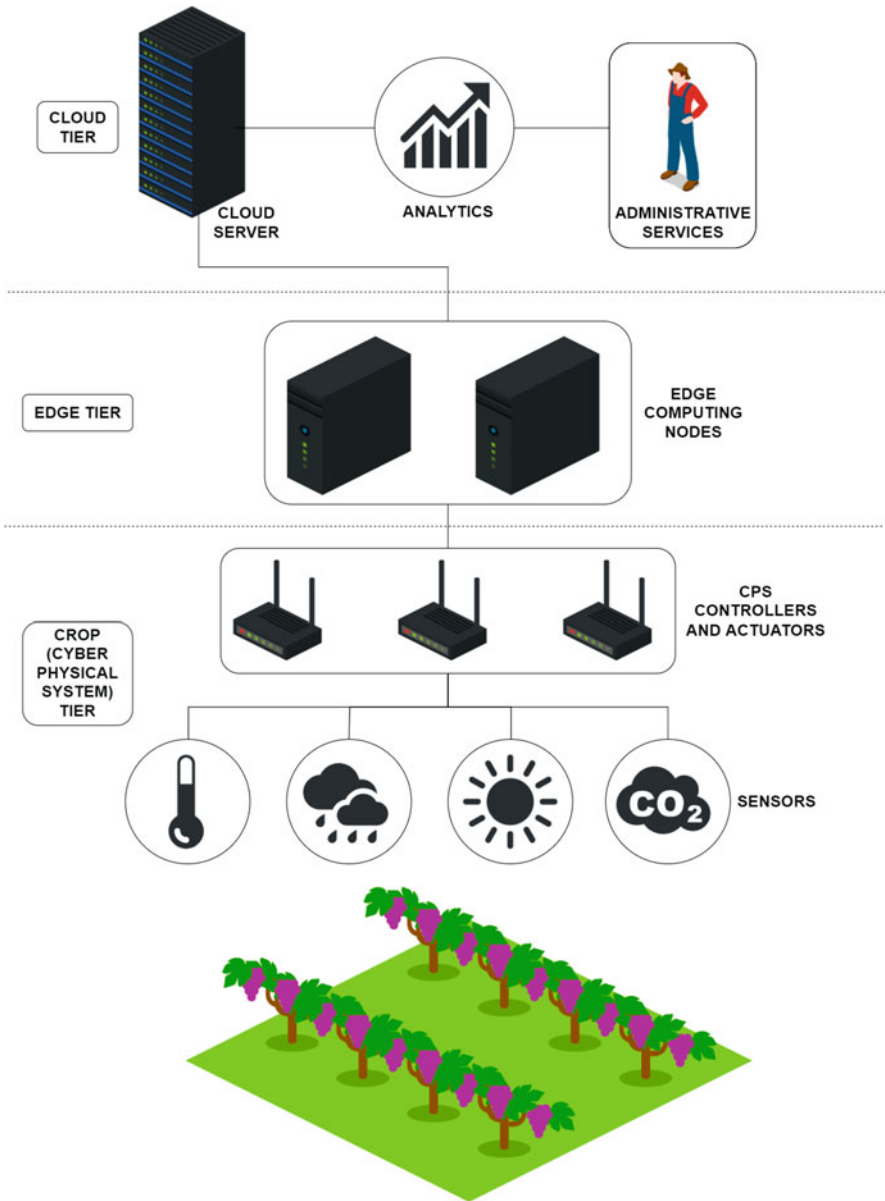 CLOUD
TIER
CLOUD
SERVER
ANALYTICS
ADMINISTRATIVE
SERVICES
EDGE TIER
EDGE
COMPUTING
NODES
CROP
(CYBER
PHYSICAL
SYSTEM)
TIER
CPS
CONTROLLERS
AND ACTUATORS
CO2
SENSORS